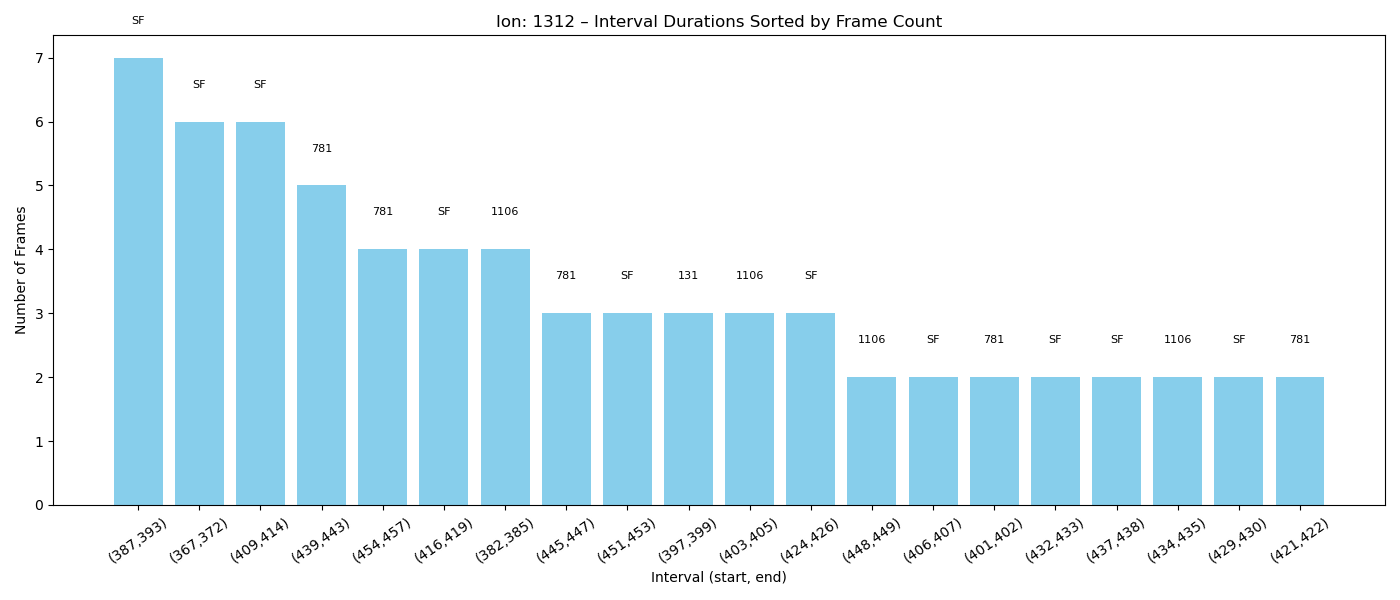 SF
Ion: 1312 – Interval Durations Sorted by Frame Count
7
SF SF
6
781
5
781 SF 1106
4
781 SF 131 1106 SF
3
1106 SF 781 SF SF 1106 SF 781
2
1
0
Number of Frames
(387,393) (367,372) (409,414) (439,443) (454,457) (416,419) (382,385) (445,447) (451,453) (397,399) (403,405) (424,426) (448,449) (406,407) (401,402) (432,433) (437,438) (434,435) (429,430) (421,422)
Interval (start, end)